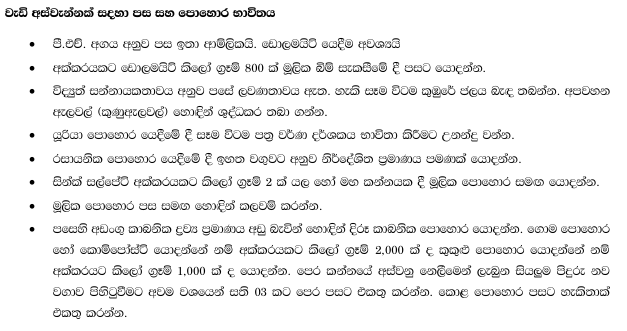 වැඩි අස්වැන්නක් සඳහා පස සහ පොහොර භාවිතය
• පී.එච්. අගය අනුව පස ඉතා ආම්ලිකයි. ඩොලමයිට් යෙදීම අවශ්‍යයි
• අක්කරයකට ඩොලමයිට් කිලෝ ග්‍රෑම් 800 ක් මූලික බිම් සැකසීමේ දී පසට යොදන්න.
• විද්‍යුත් සන්නායකතාවය අනුව පසේ ලවණතාවය ඇත. හැකි සෑම විටම කුඹුරේ ජලය බැඳ තබන්න. අපවහන
ඇලවල් (කුණුඇලවල්) හොඳින් ශුද්ධකර තබා ගන්න.
• යූරියා පොහොර යෙදීමේ දී සෑම විටම පත්‍ර වර්ණ දර්ශකය භාවිතා කිරීමට උනන්දු වන්න.
• රසායනික පොහොර යෙදීමේ දී ඉහත වගුවට අනුව නිර්දේශිත ප්‍රමාණය පමණක් යොදන්න.
• සින්ක් සල්පේට් අක්කරයකට කිලෝ ග්‍රෑම් 2 ක් යල හෝ මහ කන්නයක දී මූලික පොහොර සමඟ යොදන්න.
• මූලික පොහොර පස සමඟ හොඳින් කලවම් කරන්න.
• පසෙහි අඩංගු කාබනික ද්‍රව්‍ය ප්‍රමාණය අඩු බැවින් හොඳින් දිරූ කාබනික පොහොර යොදන්න. ගොම පොහොර
හෝ කොම්පෝස්ට් යොදන්නේ නම් අක්කරයකට කිලෝ ග්‍රෑම් 2,000 ක් ද කුකුළු පොහොර යොදන්නේ නම්
අක්කරයට කිලෝ ග්‍රෑම් 1,000 ක් ද යොදන්න. පෙර කන්නයේ අස්වනු නෙලීමෙන් ලැබුන සියලුම පිදුරු නව
වගාව පිහිටුවීමට අවම වශයෙන් සති 03 කට පෙර පසට එකතු කරන්න. කොළ පොහොර පසට හැකිතාක්
එකතු කරන්න.